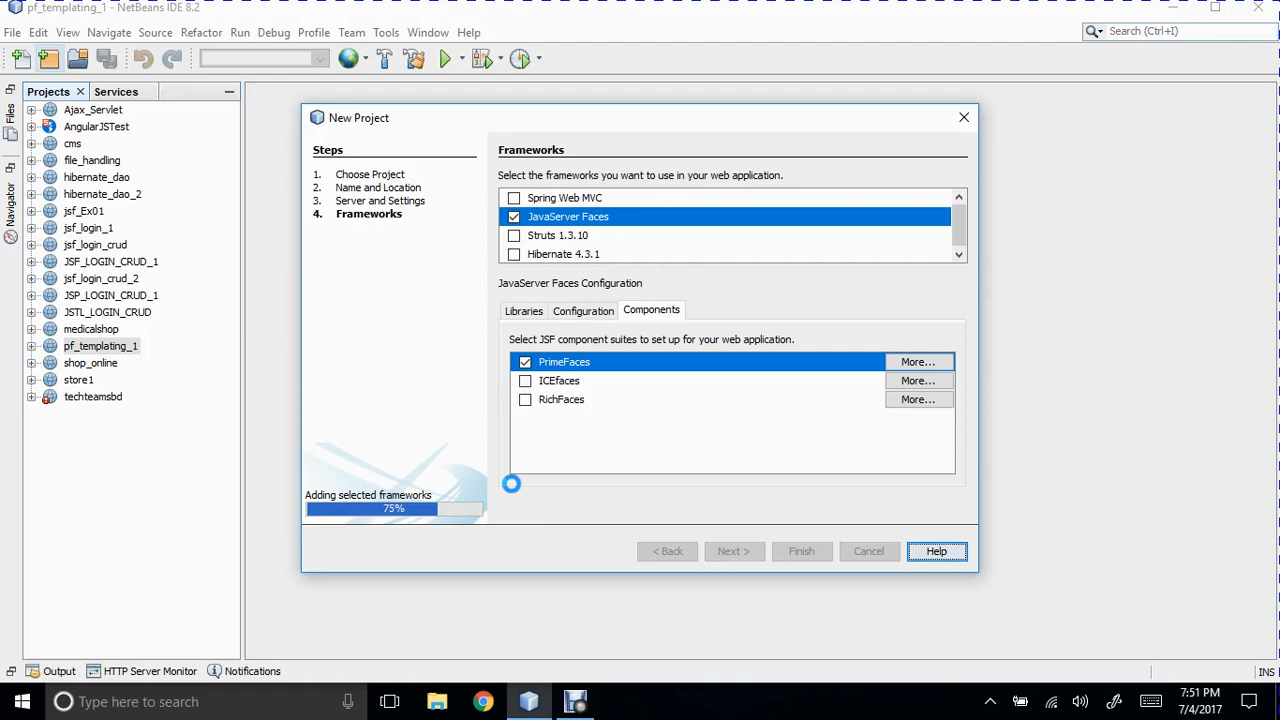 pf_templating_1 - NetBeans IDE 8.2
File Edit View Navigate Source Refactor Run Debug Profile Team Tools Window Help
Search (Ctrl+I)
Projects Services
Files
Navigator
Ajax_Servlet
AngularJSTest
cms
file_handling
hibernate_dao
hibernate_dao_2
jsf_Ex01
jsf_login_1
jsf_login_crud
JSF_LOGIN_CRUD_1
jsf_login_crud_2
JSP_LOGIN_CRUD_1
JSTL_LOGIN_CRUD
medicalshop
pf_templating_1
shop_online
store1
techteamsbd
New Project
Steps
1. Choose Project
2. Name and Location
3. Server and Settings
4. Frameworks
Adding selected frameworks
75%
Frameworks
Select the frameworks you want to use in your web application.
Spring Web MVC
JavaServer Faces
Struts 1.3.10
Hibernate 4.3.1
JavaServer Faces Configuration
Libraries Configuration Components
Select JSF component suites to set up for your web application.
PrimeFaces More...
ICEfaces More...
RichFaces More...
< Back Next > Finish Cancel Help
Output HTTP Server Monitor Notifications
INS
Type here to search
7:51 PM
7/4/2017